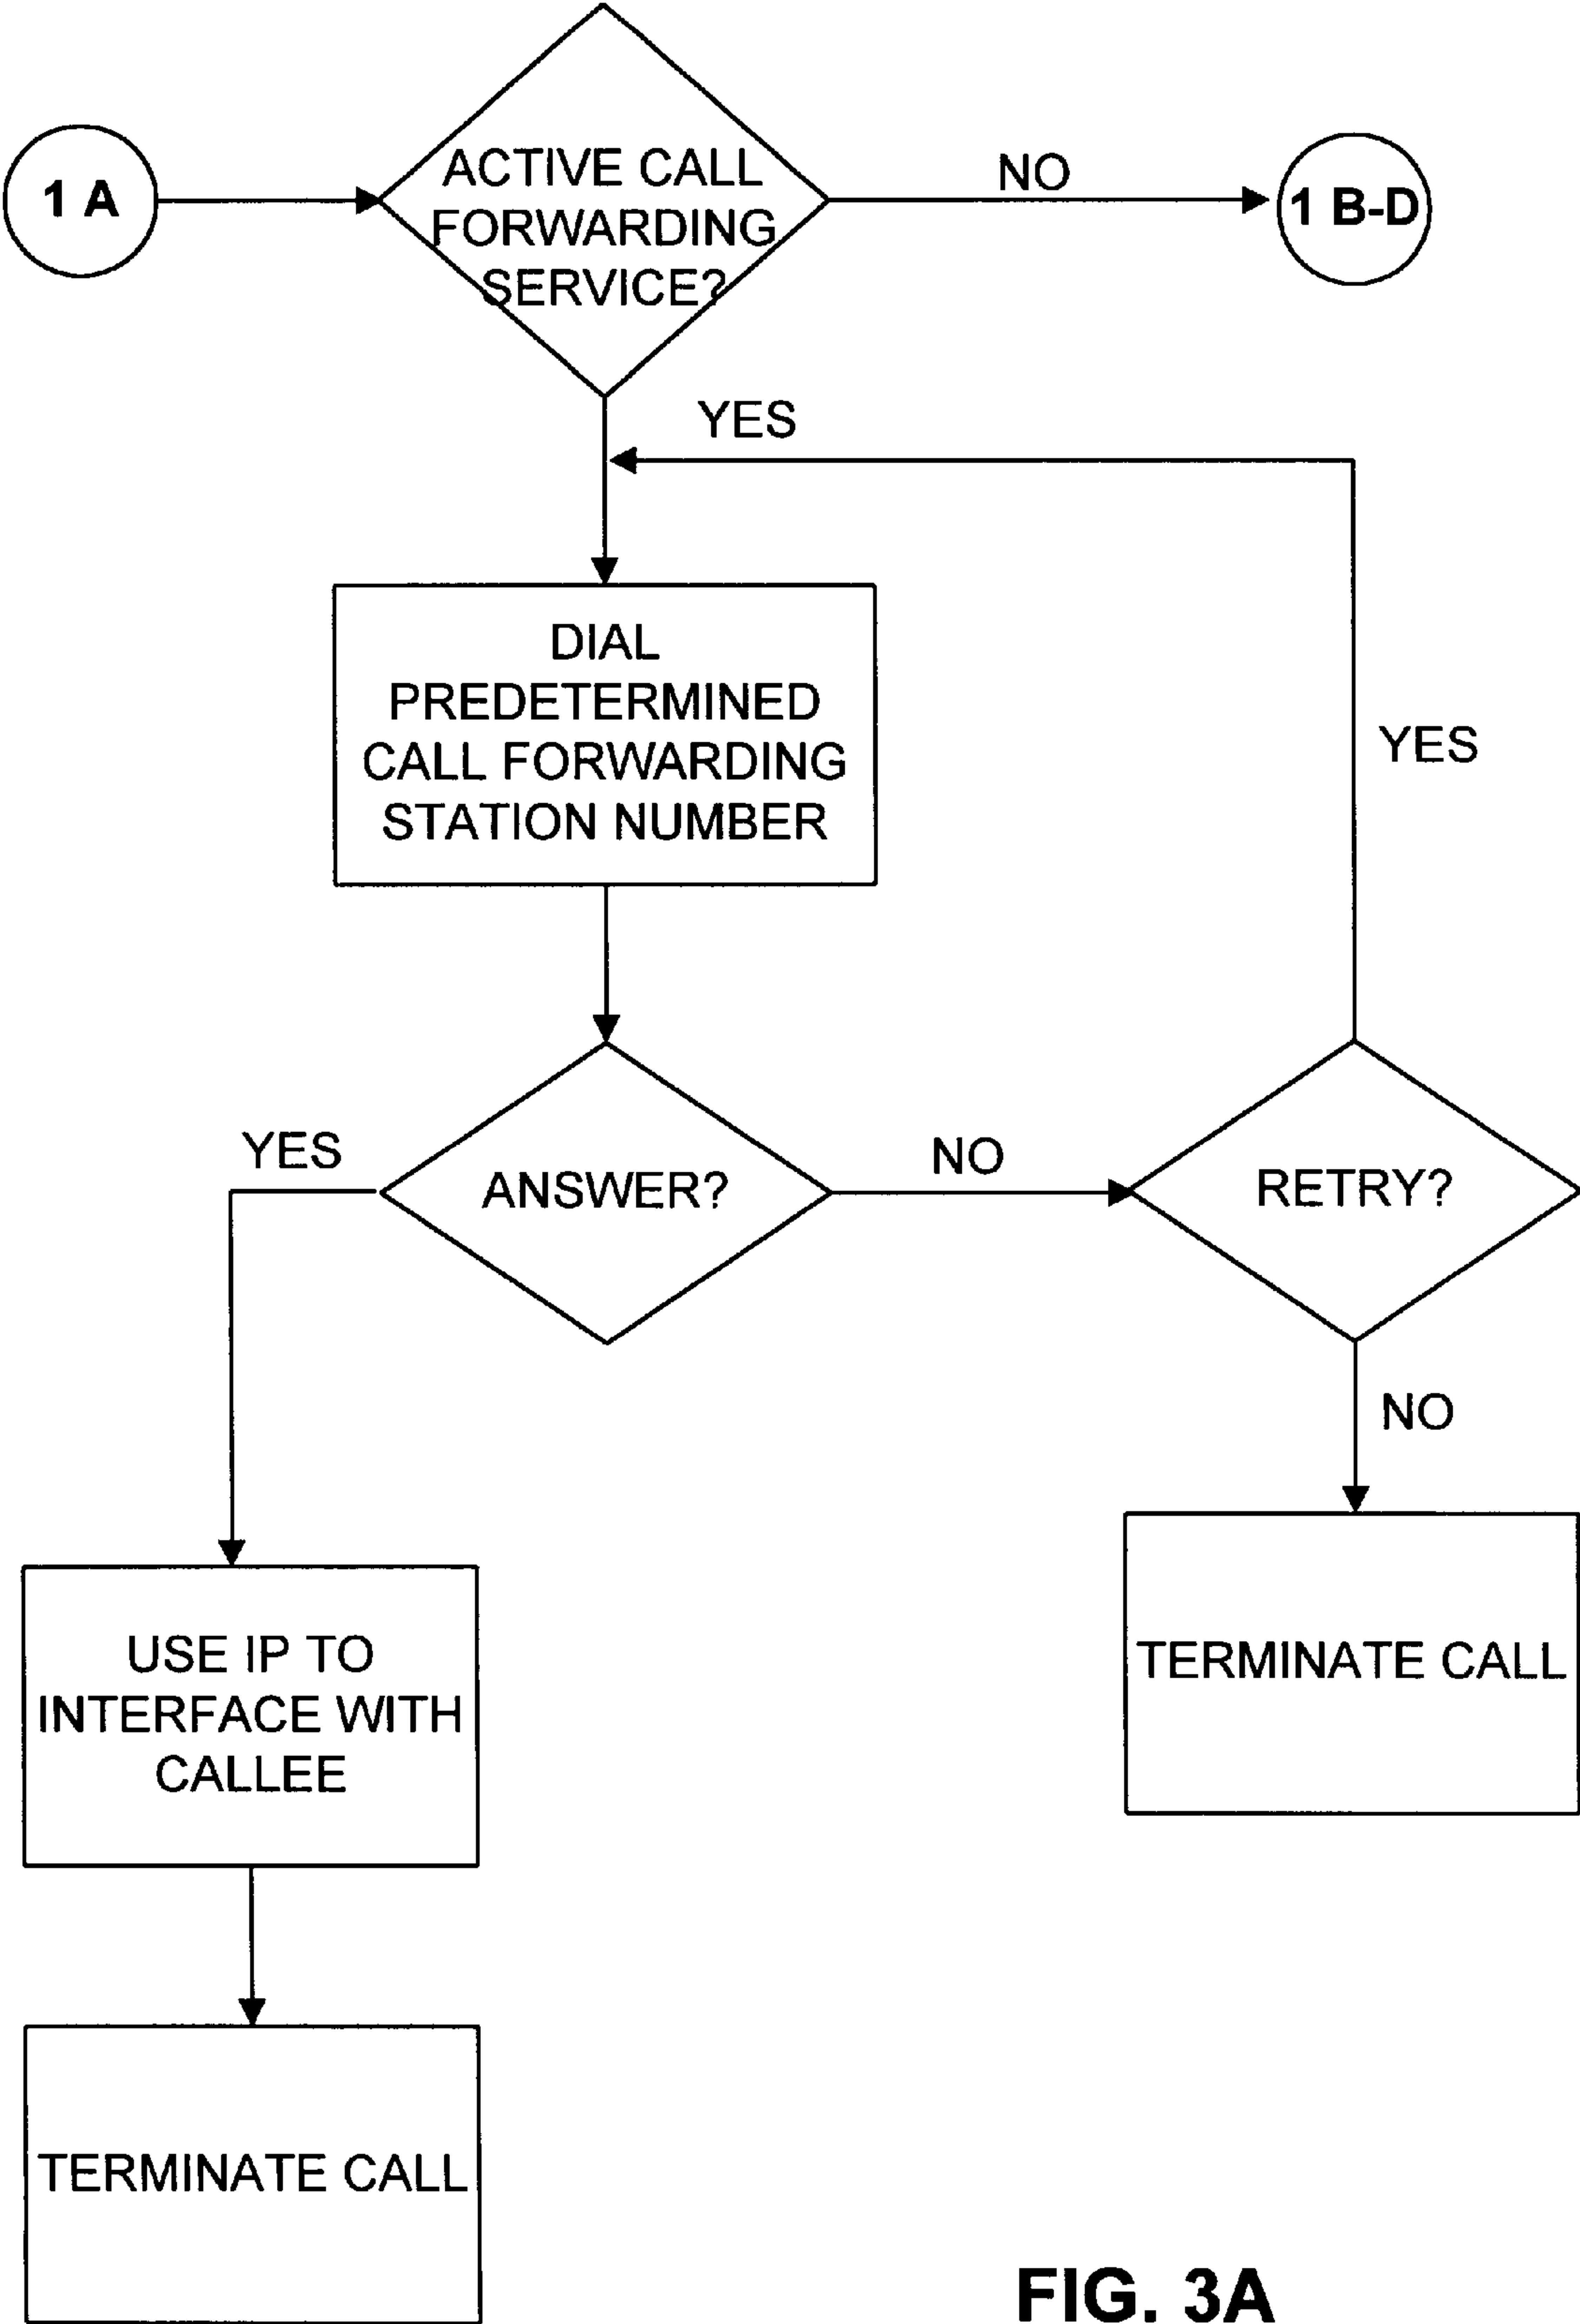 1 A
ACTIVE CALL
FORWARDING
SERVICE?
NO
1 B-D
YES
DIAL
PREDETERMINED
CALL FORWARDING
STATION NUMBER
YES
YES
ANSWER?
NO
RETRY?
NO
USE IP TO
INTERFACE WITH
CALLEE
TERMINATE CALL
TERMINATE CALL
FIG. 3A